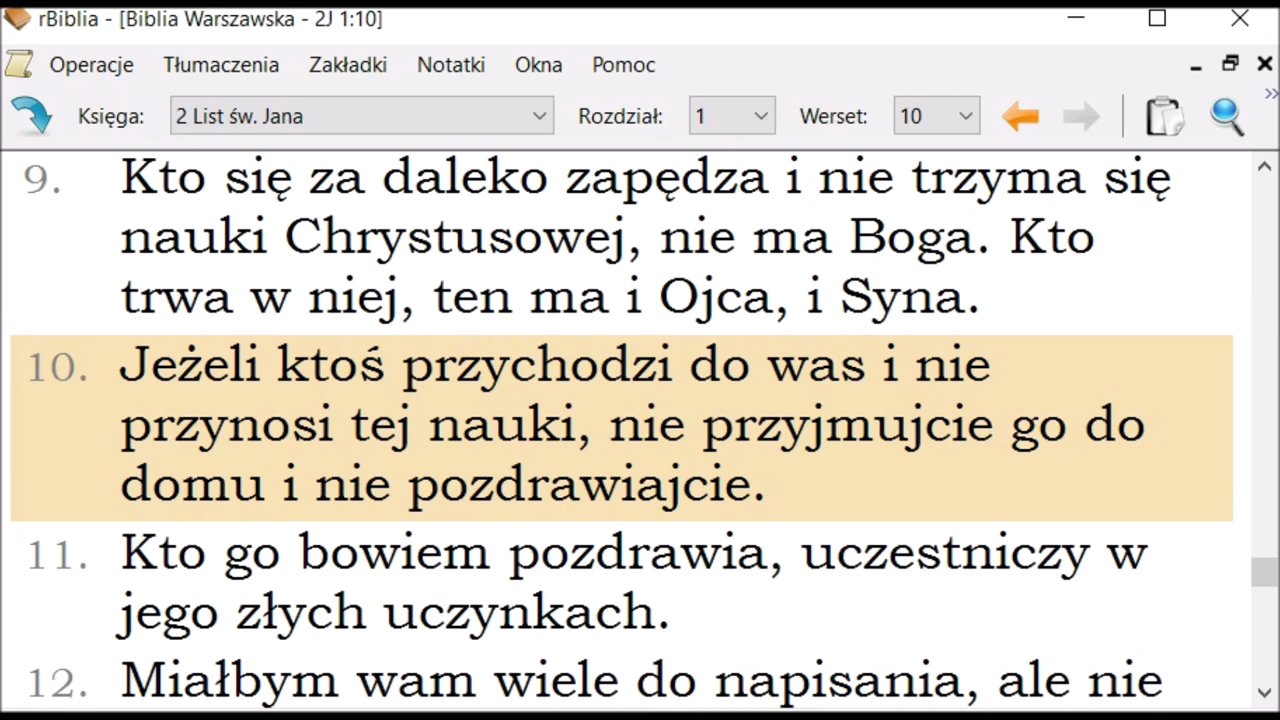 rBiblia - [Biblia Warszawska - 2J 1:10]
Operacje Tłumaczenia Zakładki Notatki Okna Pomoc
Księga: 2 List św. Jana Rozdział: 1 Werset: 10
9. Kto się za daleko zapędza i nie trzyma się
nauki Chrystusowej, nie ma Boga. Kto
trwa w niej, ten ma i Ojca, i Syna.
10. Jeżeli ktoś przychodzi do was i nie
przynosi tej nauki, nie przyjmujcie go do
domu i nie pozdrawiajcie.
11. Kto go bowiem pozdrawia, uczestniczy w
jego złych uczynkach.
12. Miałbym wam wiele do napisania, ale nie